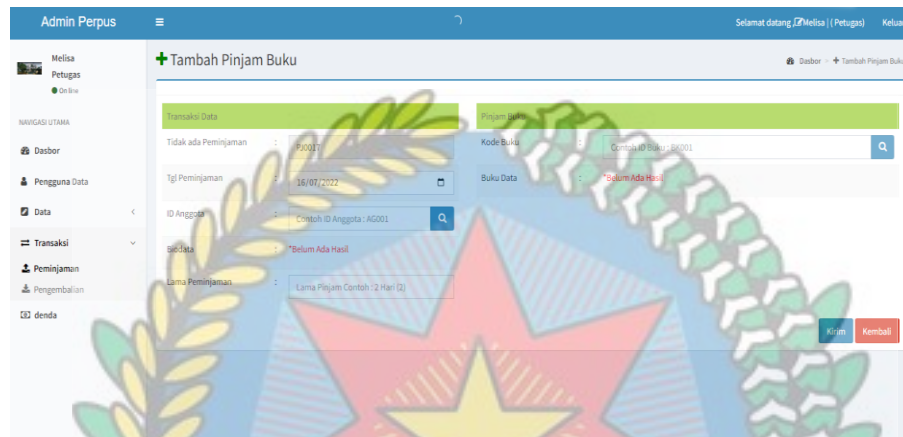 Admin Perpus
Selamat datang, Melisa | ( Petugas)
Keluar
Melisa
Petugas
Online
Tambah Pinjam Buku
Dasbor > Tambah Pinjam Buku
NAVIGASI UTAMA
Dasbor
Pengguna Data
Data
Transaksi
Peminjaman
Pengembalian
denda
Transaksi Data
Tidak ada Peminjaman : PJ0017
Tgl Peminjaman : 16/07/2022
ID Anggota : Contoh ID Anggota : AG001
Biodata : *Belum Ada Hasil
Lama Peminjaman : Lama Pinjam Contoh : 2 Hari (2)
Pinjam Buku
Kode Buku : Contoh ID Buku : BK001
Buku Data : *Belum Ada Hasil
Kirim
Kembali